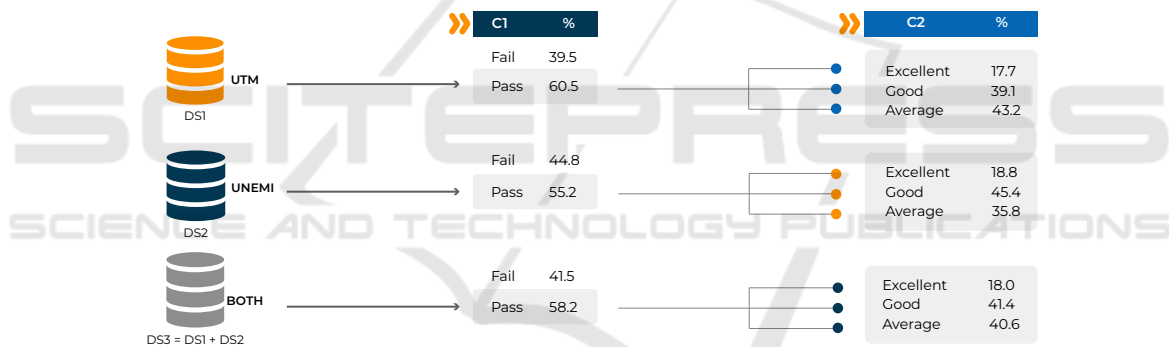 C1 % C2 %
Fail 39.5
UTM Pass 60.5
Excellent 17.7
Good 39.1
Average 43.2
DS1
Fail 44.8
UNEMI Pass 55.2
Excellent 18.8
Good 45.4
Average 35.8
DS2
Fail 41.5
BOTH Pass 58.2
Excellent 18.0
Good 41.4
Average 40.6
DS3 = DS1 + DS2
SCITEPRESS
SCIENCE AND TECHNOLOGY PUBLICATIONS